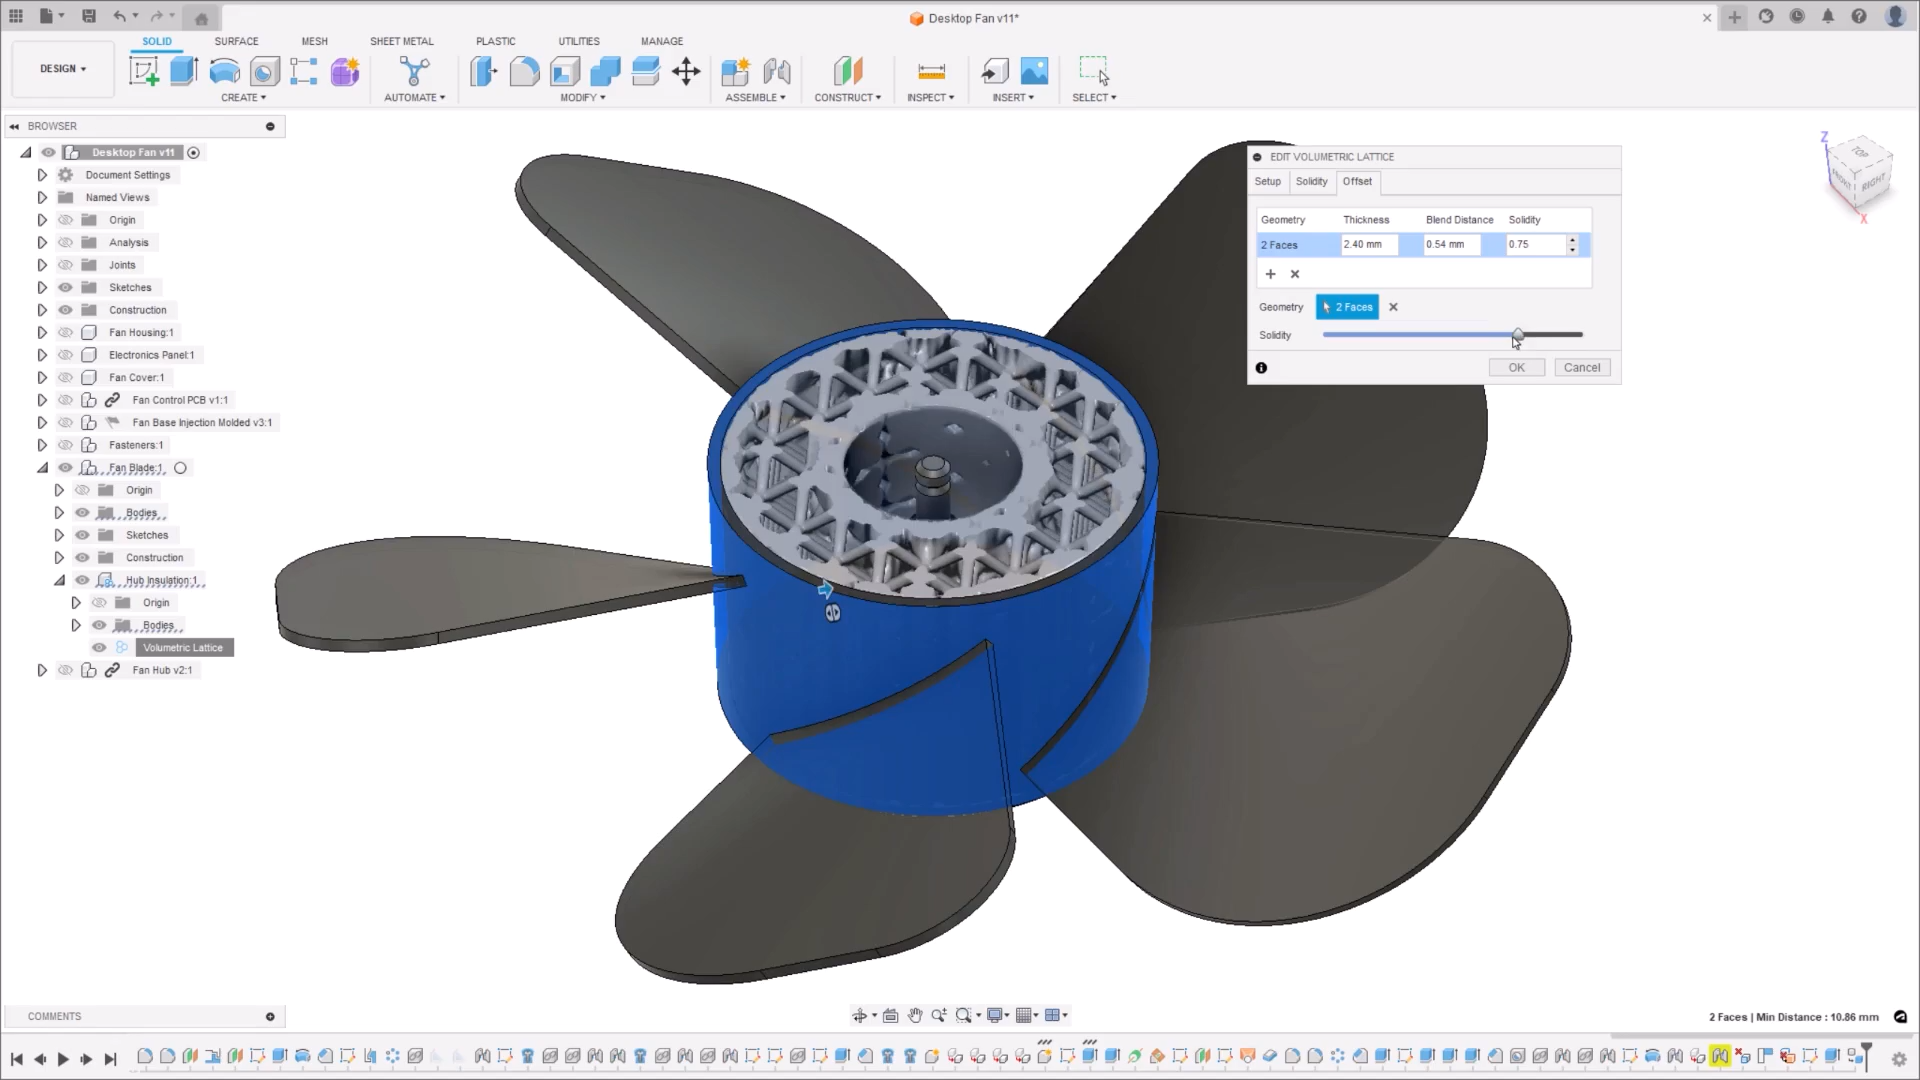 Desktop Fan v11*
DESIGN
SOLID SURFACE MESH SHEET METAL PLASTIC UTILITIES MANAGE
CREATE AUTOMATE MODIFY ASSEMBLE CONSTRUCT INSPECT INSERT SELECT
BROWSER
Desktop Fan v11
Document Settings
Named Views
Origin
Analysis
Joints
Sketches
Construction
Fan Housing:1
Electronics Panel:1
Fan Cover:1
Fan Control PCB v1:1
Fan Base Injection Molded v3:1
Fasteners:1
Fan Blade:1
Origin
Bodies
Sketches
Construction
Hub Insulation:1
Origin
Bodies
Volumetric Lattice
Fan Hub v2:1
EDIT VOLUMETRIC LATTICE
Setup Solidity Offset
Geometry Thickness Blend Distance Solidity
2 Faces 2.40 mm 0.54 mm 0.75
Geometry 2 Faces
Solidity
OK Cancel
Z
TOP
FRONT RIGHT
X
COMMENTS
2 Faces | Min Distance : 10.86 mm